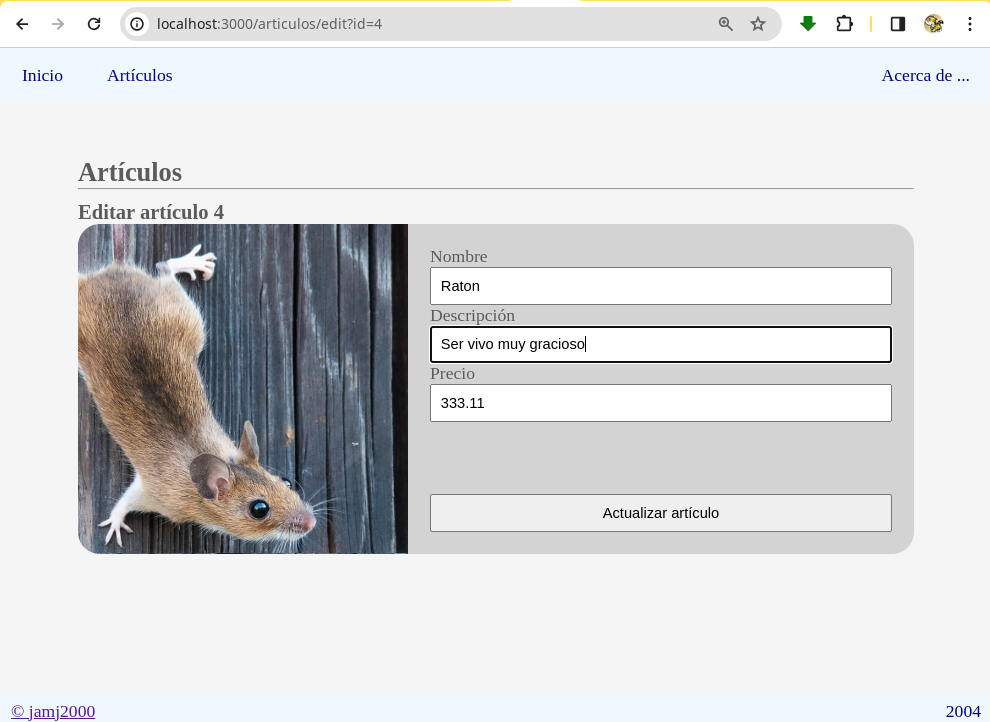 localhost:3000/articulos/edit?id=4
Inicio Artículos Acerca de ...
Artículos
Editar artículo 4
Nombre
Raton
Descripción
Ser vivo muy gracioso
Precio
333.11
Actualizar artículo
© jamj2000 2004